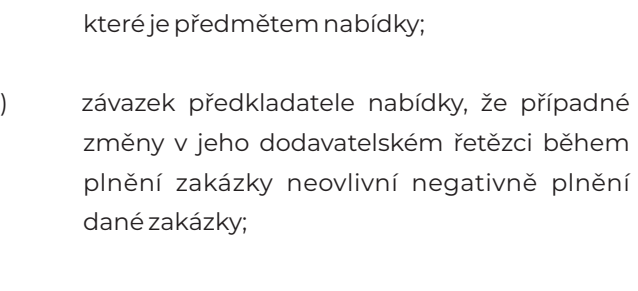 které je předmětem nabídky;
) závazek předkladatele nabídky, že případné
změny v jeho dodavatelském řetězci během
plnění zakázky neovlivní negativně plnění
dané zakázky;